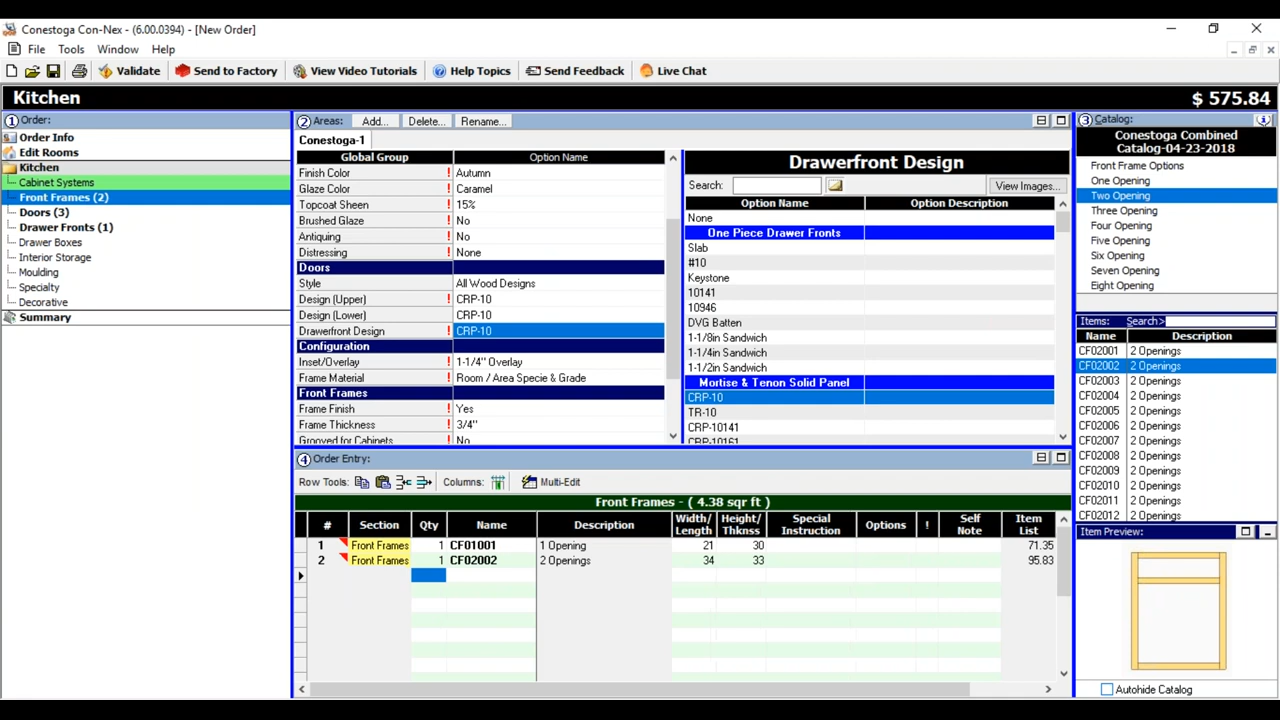 Conestoga Con-Nex - (6.00.0394) - [New Order]
File Tools Window Help
Validate Send to Factory View Video Tutorials Help Topics Send Feedback Live Chat
Kitchen $ 575.84
1 Order:
Order Info
Edit Rooms
Kitchen
Cabinet Systems
Front Frames (2)
Doors (3)
Drawer Fronts (1)
Drawer Boxes
Interior Storage
Moulding
Specialty
Decorative
Summary
2 Areas: Add... Delete... Rename...
Conestoga-1
Global Group Option Name
Finish Color ! Autumn
Glaze Color ! Caramel
Topcoat Sheen ! 15%
Brushed Glaze ! No
Antiquing ! No
Distressing ! None
Doors
Style All Wood Designs
Design (Upper) ! CRP-10
Design (Lower) ! CRP-10
Drawerfront Design ! CRP-10
Configuration
Inset/Overlay ! 1-1/4" Overlay
Frame Material ! Room / Area Specie & Grade
Front Frames
Frame Finish ! Yes
Frame Thickness ! 3/4"
Grooved for Cabinets ! No
Drawerfront Design
Search: View Images...
Option Name Option Description
None
One Piece Drawer Fronts
Slab
#10
Keystone
10141
10946
DVG Batten
1-1/8in Sandwich
1-1/4in Sandwich
1-1/2in Sandwich
Mortise & Tenon Solid Panel
CRP-10
TR-10
CRP-10141
CRP-10161
4 Order Entry:
Row Tools: Columns: Multi-Edit
Front Frames - ( 4.38 sqr ft )
# Section Qty Name Description Width/ Length Height/ Thknss Special Instruction Options ! Self Note Item List
1 Front Frames 1 CF01001 1 Opening 21 30 71.35
2 Front Frames 1 CF02002 2 Openings 34 33 95.83
3 Catalog:
Conestoga Combined
Catalog-04-23-2018
Front Frame Options
One Opening
Two Opening
Three Opening
Four Opening
Five Opening
Six Opening
Seven Opening
Eight Opening
Items: Search>
Name Description
CF02001 2 Openings
CF02002 2 Openings
CF02003 2 Openings
CF02004 2 Openings
CF02005 2 Openings
CF02006 2 Openings
CF02007 2 Openings
CF02008 2 Openings
CF02009 2 Openings
CF02010 2 Openings
CF02011 2 Openings
CF02012 2 Openings
Item Preview:
Autohide Catalog